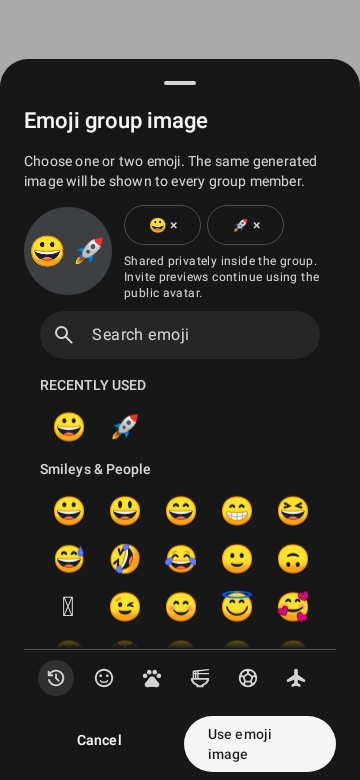 Emoji group image
Choose one or two emoji. The same generated
image will be shown to every group member.
😀 × 🚀 ×
Shared privately inside the group.
Invite previews continue using the
public avatar.
Search emoji
RECENTLY USED
Smileys & People
Cancel
Use emoji
image